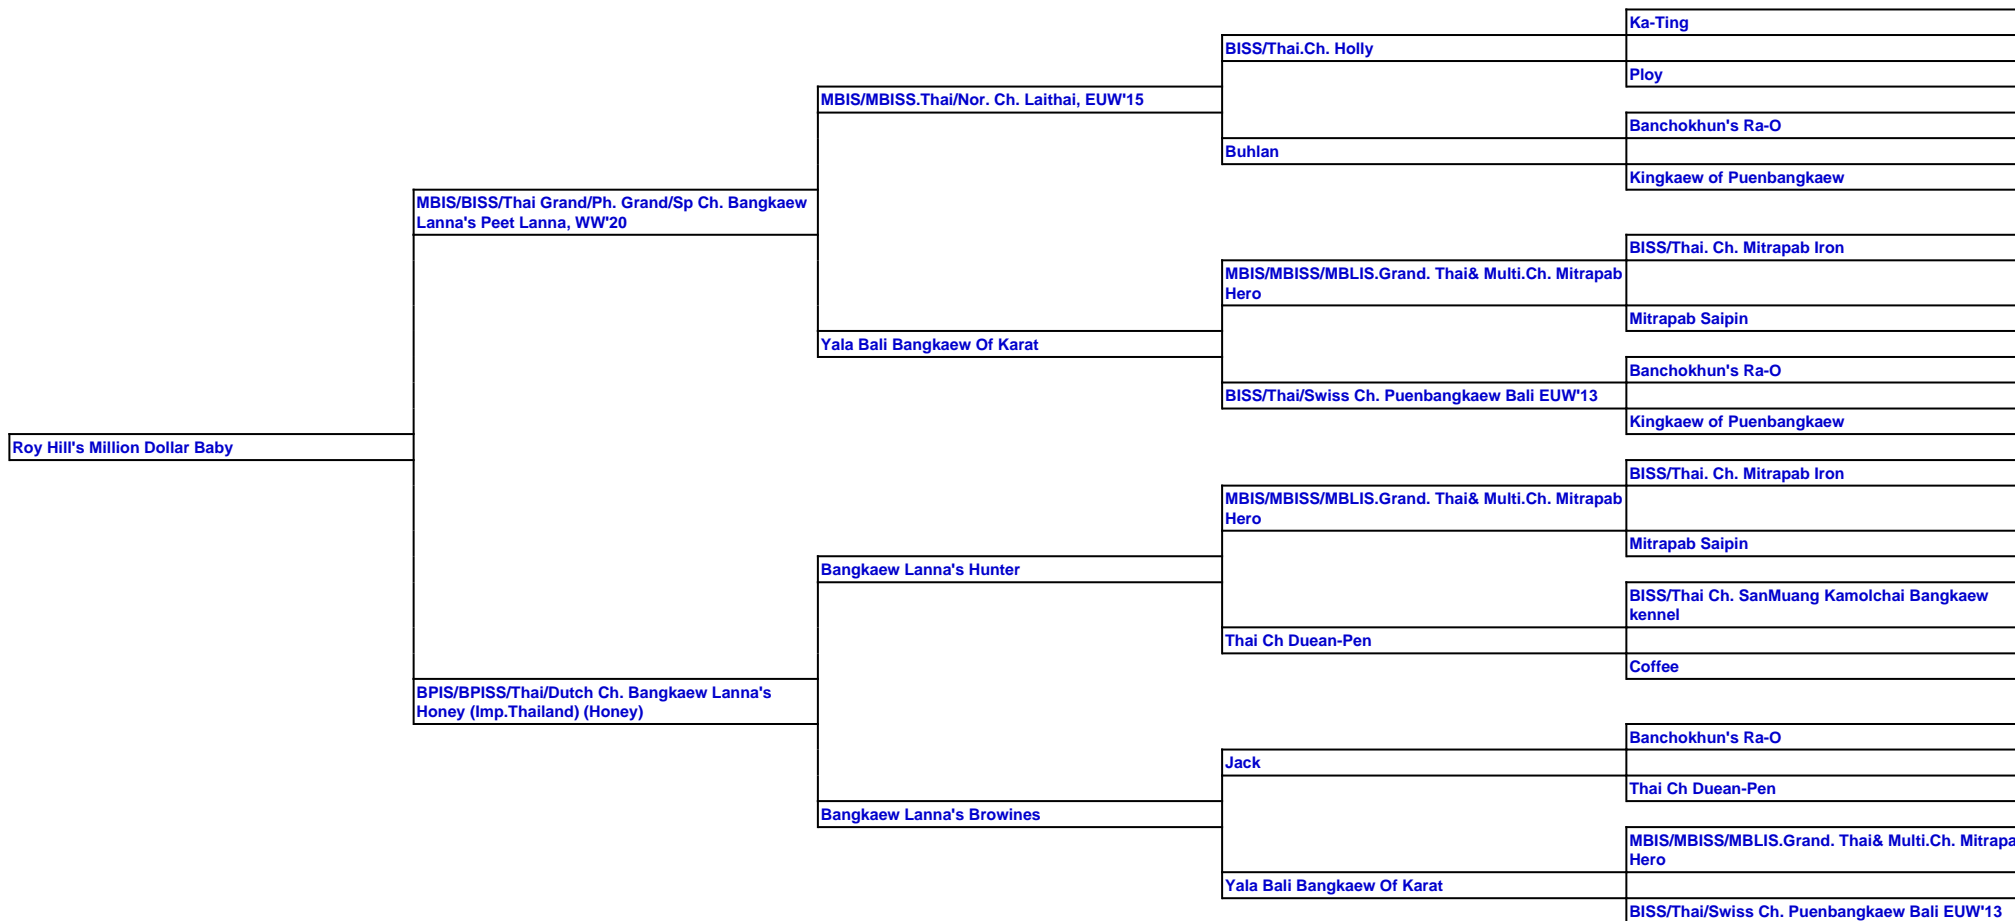 Ka-Ting
BISS/Thai.Ch. Holly
Ploy
MBIS/MBISS.Thai/Nor. Ch. Laithai, EUW'15
Banchokhun's Ra-O
Buhlan
Kingkaew of Puenbangkaew
MBIS/BISS/Thai Grand/Ph. Grand/Sp Ch. Bangkaew
Lanna's Peet Lanna, WW'20
BISS/Thai. Ch. Mitrapab Iron
MBIS/MBISS/MBLIS.Grand. Thai& Multi.Ch. Mitrapab
Hero
Mitrapab Saipin
Yala Bali Bangkaew Of Karat
Banchokhun's Ra-O
BISS/Thai/Swiss Ch. Puenbangkaew Bali EUW'13
Kingkaew of Puenbangkaew
Roy Hill's Million Dollar Baby
BISS/Thai. Ch. Mitrapab Iron
MBIS/MBISS/MBLIS.Grand. Thai& Multi.Ch. Mitrapab
Hero
Mitrapab Saipin
Bangkaew Lanna's Hunter
BISS/Thai Ch. SanMuang Kamolchai Bangkaew
kennel
Thai Ch Duean-Pen
Coffee
BPIS/BPISS/Thai/Dutch Ch. Bangkaew Lanna's
Honey (Imp.Thailand) (Honey)
Banchokhun's Ra-O
Jack
Thai Ch Duean-Pen
Bangkaew Lanna's Browines
MBIS/MBISS/MBLIS.Grand. Thai& Multi.Ch. Mitrapa
Hero
Yala Bali Bangkaew Of Karat
BISS/Thai/Swiss Ch. Puenbangkaew Bali EUW'13